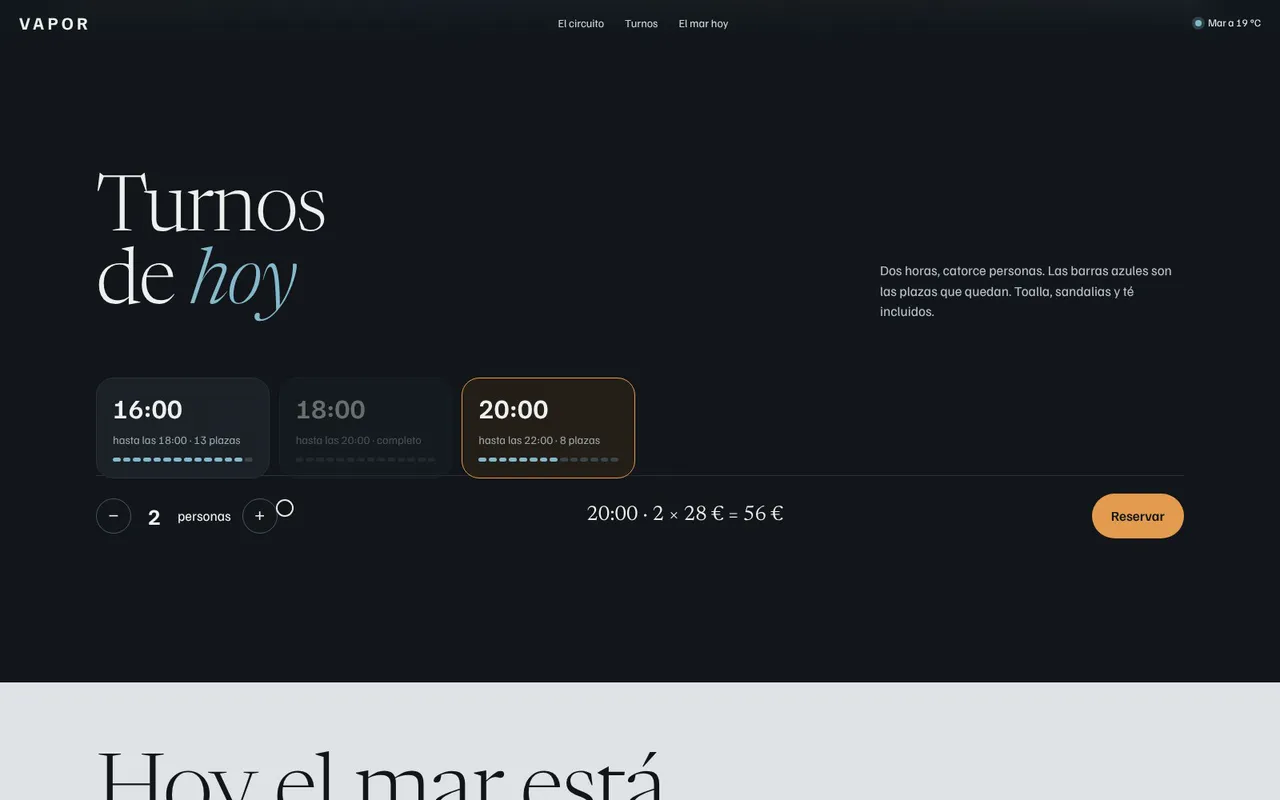 VAPOR
El circuito
Turnos
El mar hoy
Mar a 19 °C
Turnos
de hoy
Dos horas, catorce personas. Las barras azules son
las plazas que quedan. Toalla, sandalias y té
incluidos.
16:00
hasta las 18:00 · 13 plazas
18:00
hasta las 20:00 · completo
20:00
hasta las 22:00 · 8 plazas
− 2 personas +
20:00 · 2 × 28 € = 56 €
Reservar
Hoy el mar está